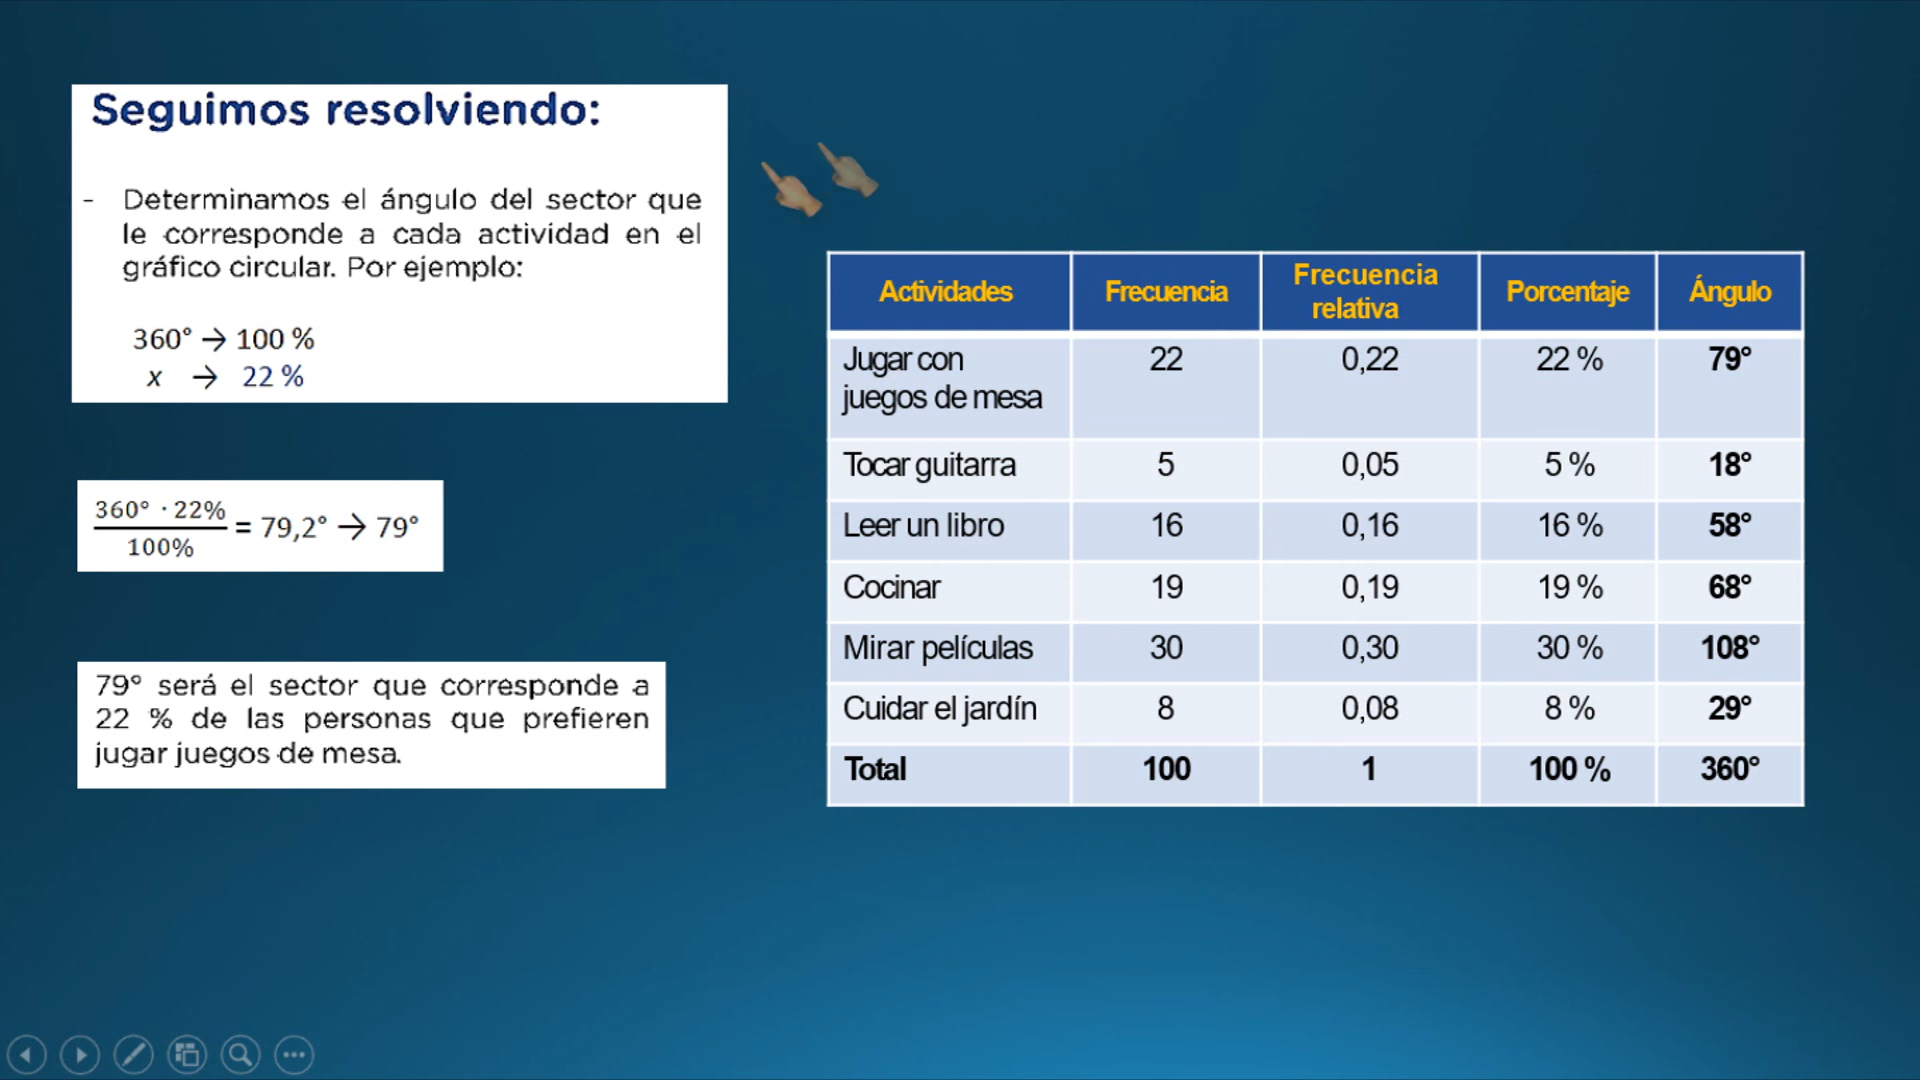 Seguimos resolviendo:
- Determinamos el ángulo del sector que
le corresponde a cada actividad en el
gráfico circular. Por ejemplo:
360° → 100 %
x → 22 %
360° · 22%
100%
= 79,2° → 79°
79° será el sector que corresponde a
22 % de las personas que prefieren
jugar juegos de mesa.
Actividades Frecuencia Frecuencia relativa Porcentaje Ángulo
Jugar con juegos de mesa 22 0,22 22 % 79°
Tocar guitarra 5 0,05 5 % 18°
Leer un libro 16 0,16 16 % 58°
Cocinar 19 0,19 19 % 68°
Mirar películas 30 0,30 30 % 108°
Cuidar el jardín 8 0,08 8 % 29°
Total 100 1 100 % 360°